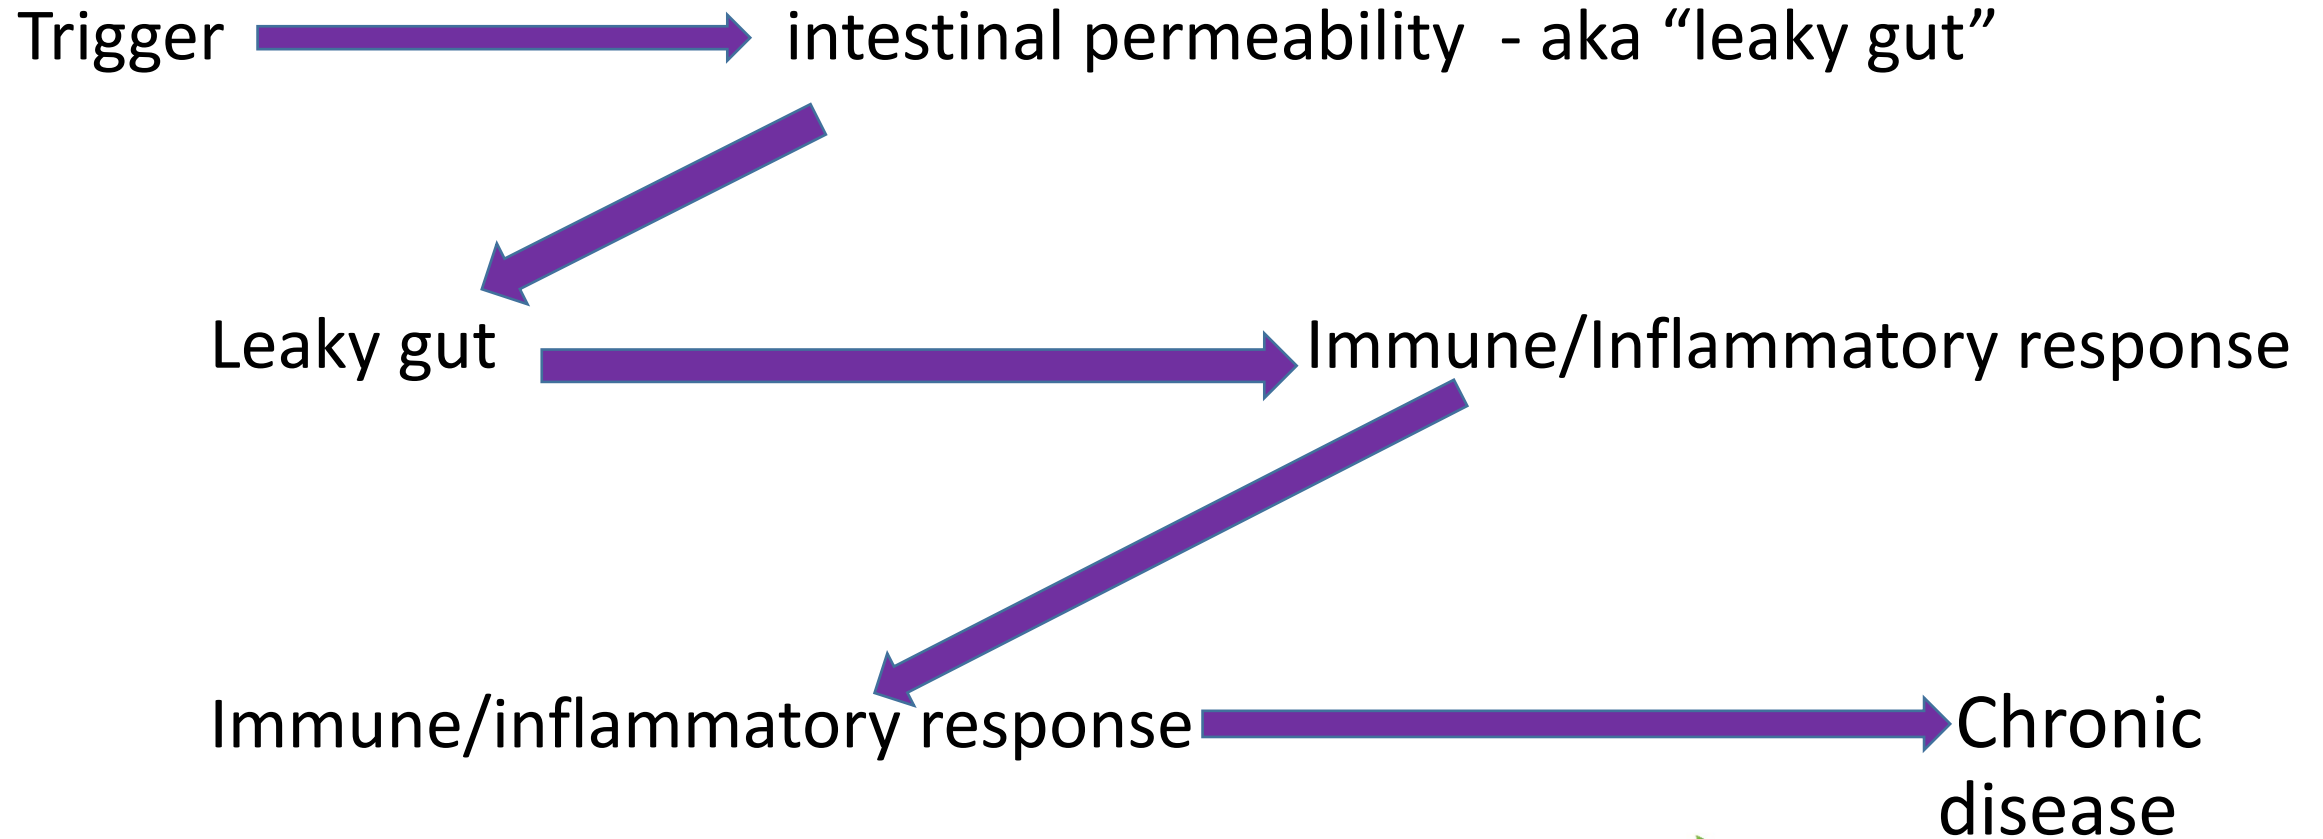 Trigger intestinal permeability - aka “leaky gut”
Leaky gut Immune/Inflammatory response
Immune/inflammatory response Chronic
disease